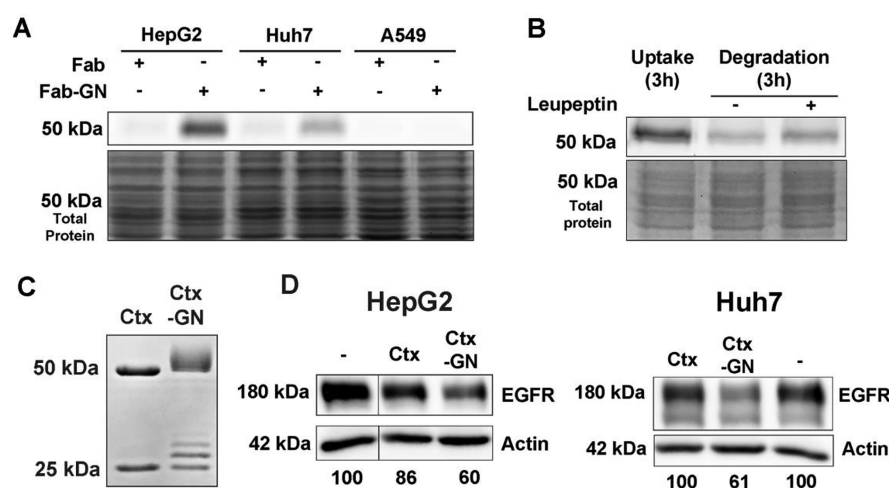 A
HepG2 Huh7 A549
Fab + - + - + -
Fab-GN - + - + - +
50 kDa
50 kDa
Total
Protein
B
Uptake Degradation
(3h) (3h)
Leupeptin - +
50 kDa
50 kDa
Total
protein
C
Ctx Ctx
-GN
50 kDa
25 kDa
D
HepG2
- Ctx Ctx
-GN
180 kDa EGFR
42 kDa Actin
100 86 60
Huh7
Ctx Ctx
-GN -
180 kDa EGFR
42 kDa Actin
100 61 100